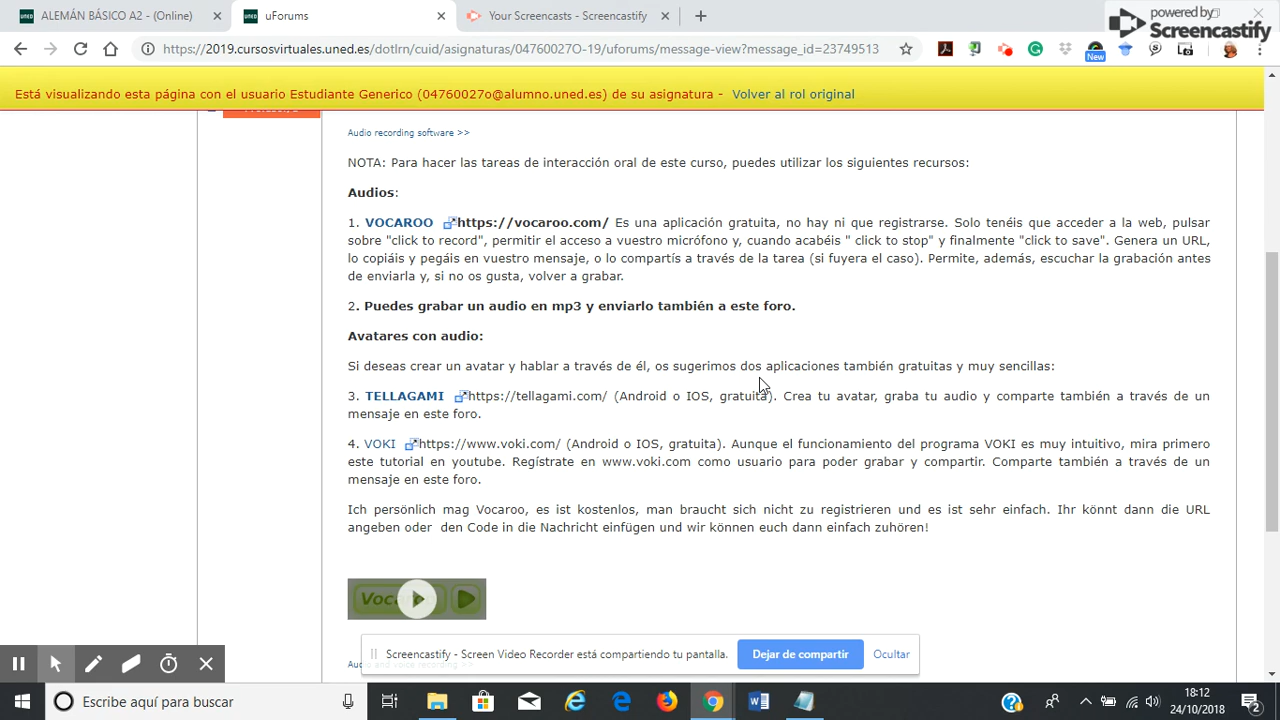 ALEMÁN BÁSICO A2 - (Online)
uForums
Your Screencasts - Screencastify
powered by
Screencastify
https://2019.cursosvirtuales.uned.es/dotlrn/cuid/asignaturas/04760027O-19/uforums/message-view?message_id=23749513
New
Está visualizando esta página con el usuario Estudiante Generico (04760027o@alumno.uned.es) de su asignatura - Volver al rol original
Audio recording software >>
NOTA: Para hacer las tareas de interacción oral de este curso, puedes utilizar los siguientes recursos:
Audios:
1. VOCAROO https://vocaroo.com/ Es una aplicación gratuita, no hay ni que registrarse. Solo tenéis que acceder a la web, pulsar
sobre "click to record", permitir el acceso a vuestro micrófono y, cuando acabéis " click to stop" y finalmente "click to save". Genera un URL,
lo copiáis y pegáis en vuestro mensaje, o lo compartís a través de la tarea (si fuyera el caso). Permite, además, escuchar la grabación antes
de enviarla y, si no os gusta, volver a grabar.
2. Puedes grabar un audio en mp3 y enviarlo también a este foro.
Avatares con audio:
Si deseas crear un avatar y hablar a través de él, os sugerimos dos aplicaciones también gratuitas y muy sencillas:
3. TELLAGAMI https://tellagami.com/ (Android o IOS, gratuita). Crea tu avatar, graba tu audio y comparte también a través de un
mensaje en este foro.
4. VOKI https://www.voki.com/ (Android o IOS, gratuita). Aunque el funcionamiento del programa VOKI es muy intuitivo, mira primero
este tutorial en youtube. Regístrate en www.voki.com como usuario para poder grabar y compartir. Comparte también a través de un
mensaje en este foro.
Ich persönlich mag Vocaroo, es ist kostenlos, man braucht sich nicht zu registrieren und es ist sehr einfach. Ihr könnt dann die URL
angeben oder den Code in die Nachricht einfügen und wir können euch dann einfach zuhören!
Screencastify - Screen Video Recorder está compartiendo tu pantalla.
Dejar de compartir
Ocultar
Escribe aquí para buscar
18:12
24/10/2018
2